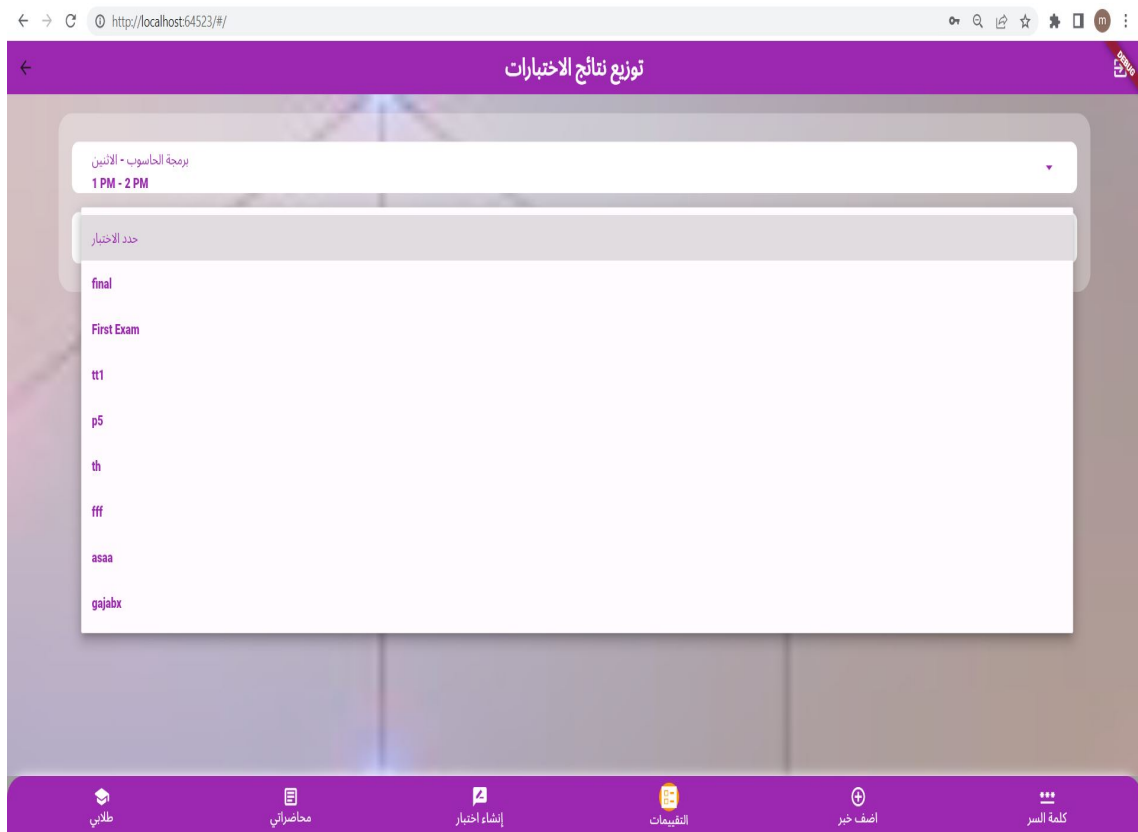 http://localhost:64523/#/
m
توزيع نتائج الاختبارات
DEBUG
برمجة الحاسوب - الاثنين
1 PM - 2 PM
حدد الاختبار
final
First Exam
tt1
p5
th
fff
asaa
gajabx
طلابي
محاضراتي
إنشاء اختبار
التقييمات
اضف خبر
كلمة السر